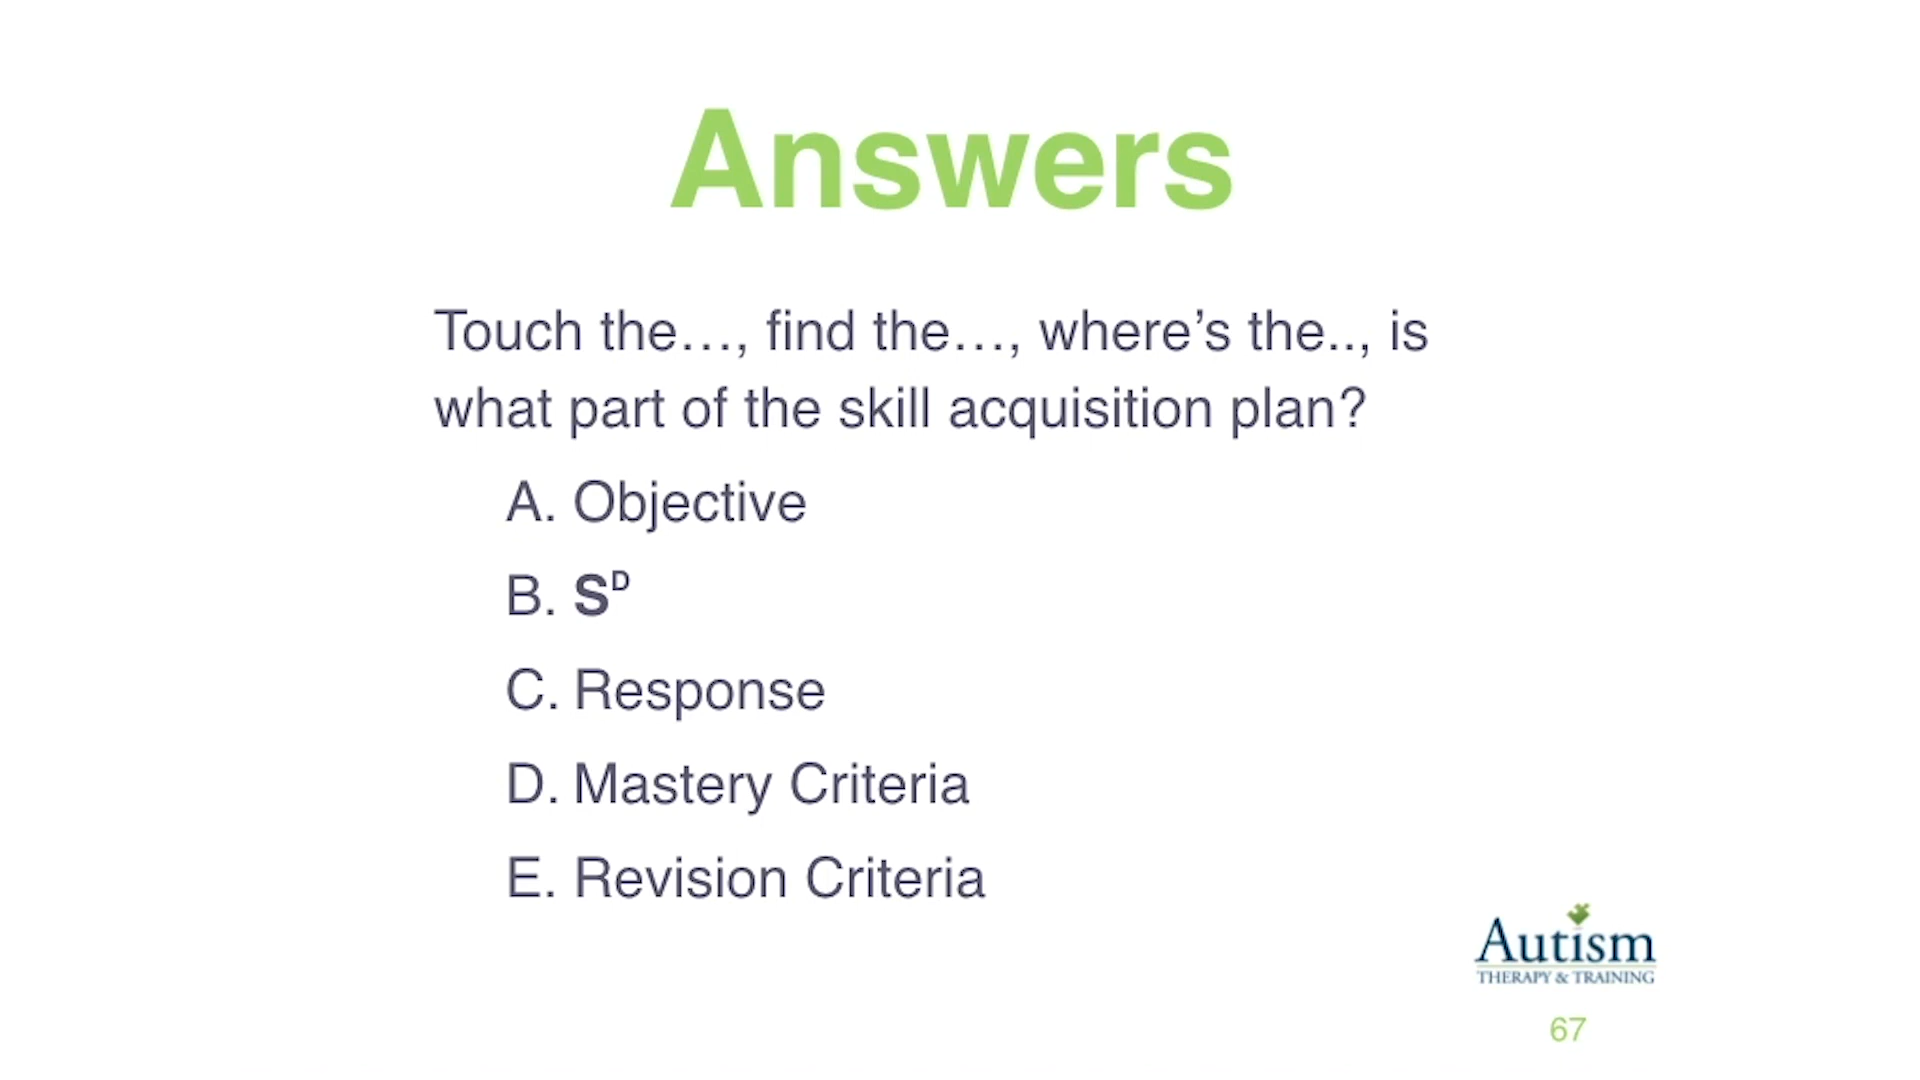 Answers
Touch the…, find the…, where’s the.., is
what part of the skill acquisition plan?
A. Objective
B. S^D
C. Response
D. Mastery Criteria
E. Revision Criteria
Autism
THERAPY & TRAINING
67